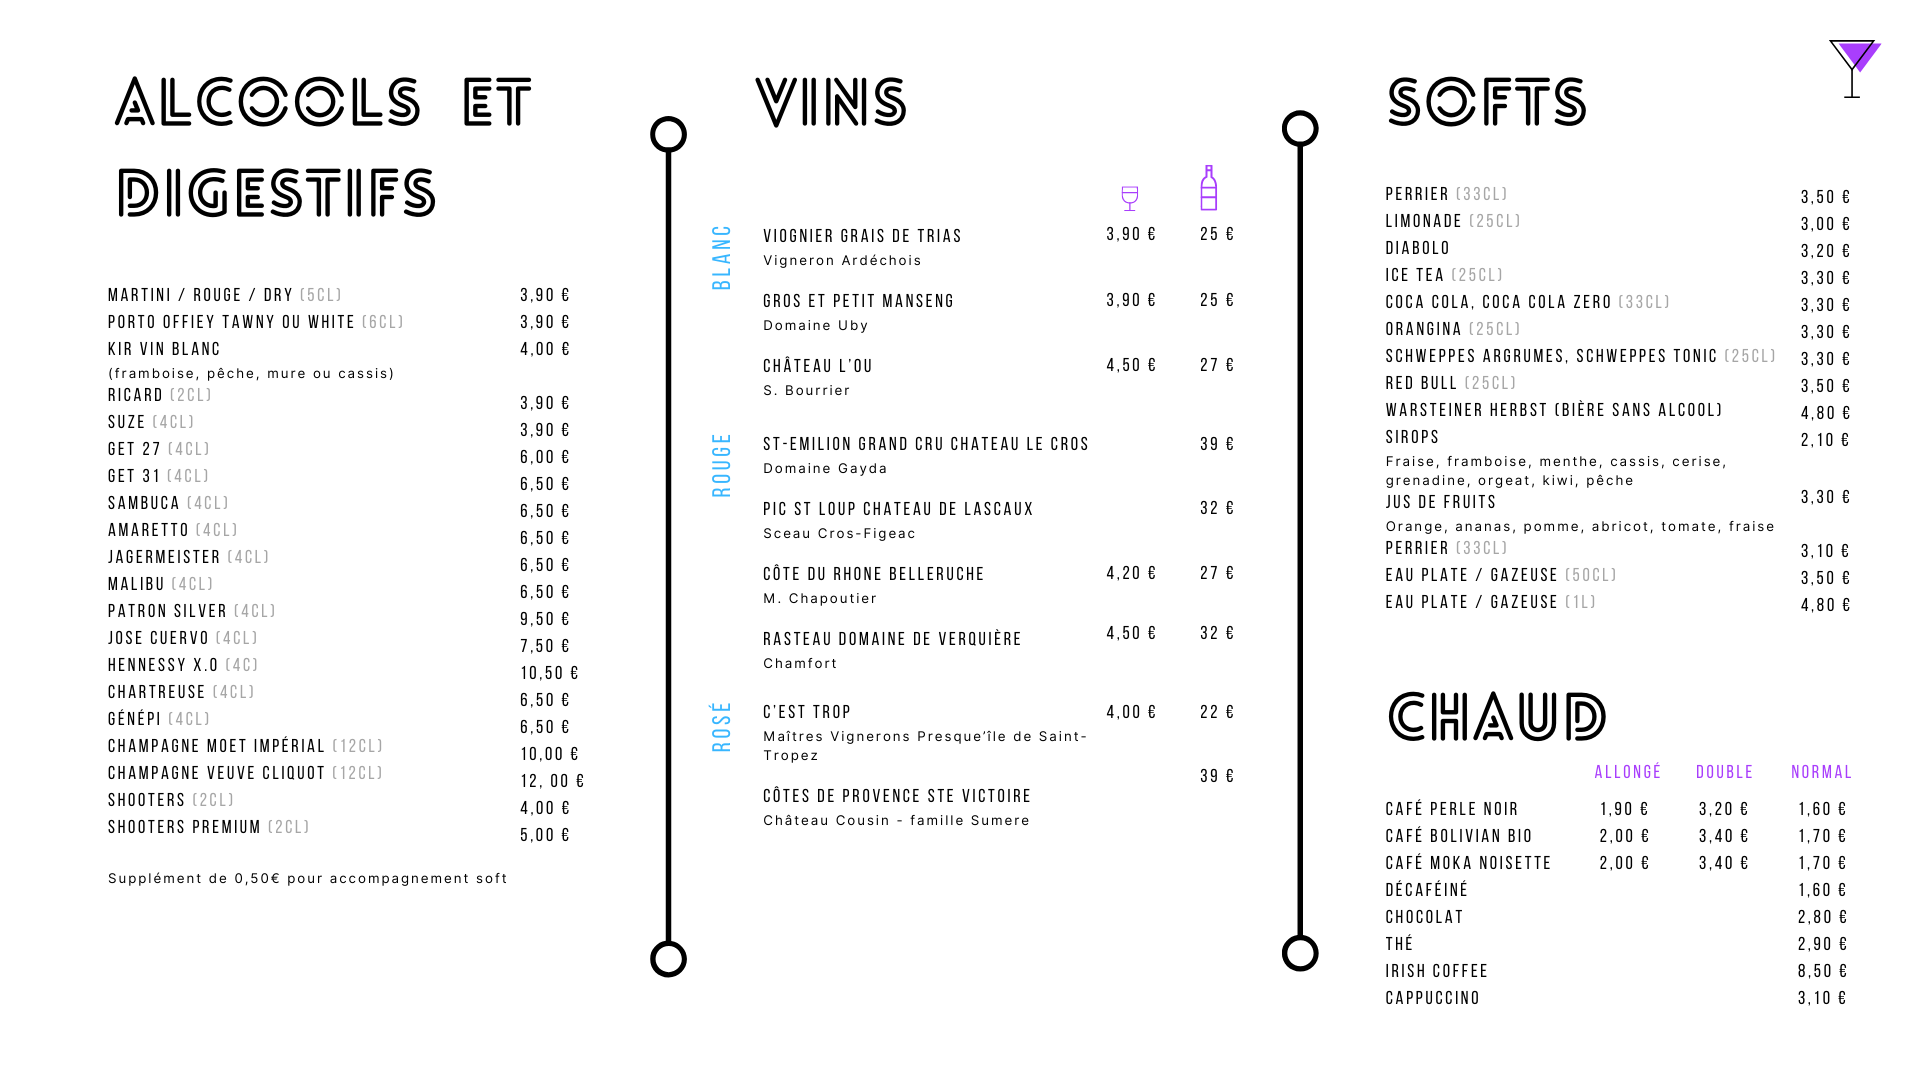 ALCOOLS ET
DIGESTIFS
MARTINI / ROUGE / DRY (5CL) 3,90 €
PORTO OFFIEY TAWNY OU WHITE (6CL) 3,90 €
KIR VIN BLANC 4,00 €
(framboise, pêche, mure ou cassis)
RICARD (2CL) 3,90 €
SUZE (4CL) 3,90 €
GET 27 (4CL) 6,00 €
GET 31 (4CL) 6,50 €
SAMBUCA (4CL) 6,50 €
AMARETTO (4CL) 6,50 €
JAGERMEISTER (4CL) 6,50 €
MALIBU (4CL) 6,50 €
PATRON SILVER (4CL) 9,50 €
JOSE CUERVO (4CL) 7,50 €
HENNESSY X.O (4C) 10,50 €
CHARTREUSE (4CL) 6,50 €
GÉNÉPI (4CL) 6,50 €
CHAMPAGNE MOET IMPÉRIAL (12CL) 10,00 €
CHAMPAGNE VEUVE CLIQUOT (12CL) 12, 00 €
SHOOTERS (2CL) 4,00 €
SHOOTERS PREMIUM (2CL) 5,00 €
Supplément de 0,50€ pour accompagnement soft
VINS
BLANC
VIOGNIER GRAIS DE TRIAS 3,90 € 25 €
Vigneron Ardéchois
GROS ET PETIT MANSENG 3,90 € 25 €
Domaine Uby
CHÂTEAU L'OU 4,50 € 27 €
S. Bourrier
ROUGE
ST-EMILION GRAND CRU CHATEAU LE CROS 39 €
Domaine Gayda
PIC ST LOUP CHATEAU DE LASCAUX 32 €
Sceau Cros-Figeac
CÔTE DU RHONE BELLERUCHE 4,20 € 27 €
M. Chapoutier
RASTEAU DOMAINE DE VERQUIÈRE 4,50 € 32 €
Chamfort
ROSÉ
C'EST TROP 4,00 € 22 €
Maîtres Vignerons Presque'île de Saint-
Tropez
CÔTES DE PROVENCE STE VICTOIRE 39 €
Château Cousin - famille Sumere
SOFTS
PERRIER (33CL) 3,50 €
LIMONADE (25CL) 3,00 €
DIABOLO 3,20 €
ICE TEA (25CL) 3,30 €
COCA COLA, COCA COLA ZERO (33CL) 3,30 €
ORANGINA (25CL) 3,30 €
SCHWEPPES ARGRUMES, SCHWEPPES TONIC (25CL) 3,30 €
RED BULL (25CL) 3,50 €
WARSTEINER HERBST (BIÈRE SANS ALCOOL) 4,80 €
SIROPS 2,10 €
Fraise, framboise, menthe, cassis, cerise,
grenadine, orgeat, kiwi, pêche
JUS DE FRUITS 3,30 €
Orange, ananas, pomme, abricot, tomate, fraise
PERRIER (33CL) 3,10 €
EAU PLATE / GAZEUSE (50CL) 3,50 €
EAU PLATE / GAZEUSE (1L) 4,80 €
CHAUD
ALLONGÉ DOUBLE NORMAL
CAFÉ PERLE NOIR 1,90 € 3,20 € 1,60 €
CAFÉ BOLIVIAN BIO 2,00 € 3,40 € 1,70 €
CAFÉ MOKA NOISETTE 2,00 € 3,40 € 1,70 €
DÉCAFÉINÉ 1,60 €
CHOCOLAT 2,80 €
THÉ 2,90 €
IRISH COFFEE 8,50 €
CAPPUCCINO 3,10 €